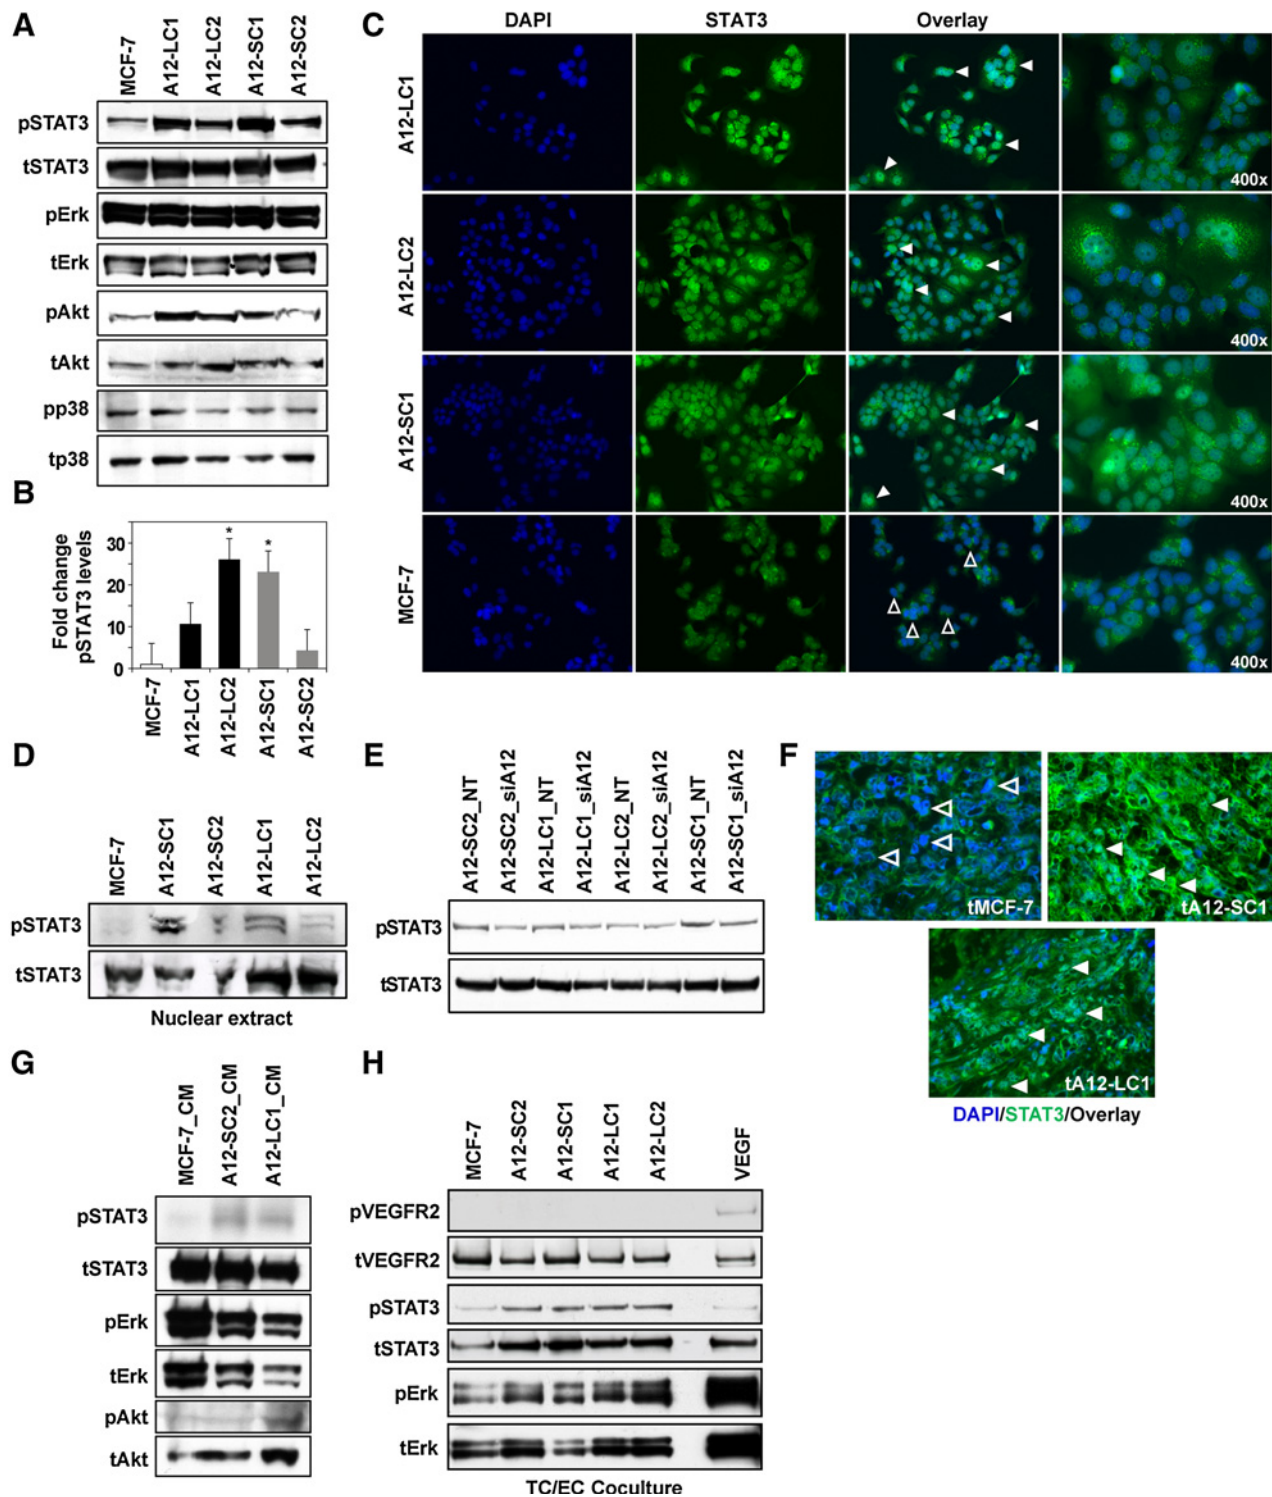 A
MCF-7
A12-LC1
A12-LC2
A12-SC1
A12-SC2
pSTAT3
tSTAT3
pErk
tErk
pAkt
tAkt
pp38
tp38
B
Fold change
pSTAT3 levels
30
20
10
0
*
*
MCF-7
A12-LC1
A12-LC2
A12-SC1
A12-SC2
C
DAPI
STAT3
Overlay
A12-LC1
400x
A12-LC2
400x
A12-SC1
400x
MCF-7
400x
D
MCF-7
A12-SC1
A12-SC2
A12-LC1
A12-LC2
pSTAT3
tSTAT3
Nuclear extract
E
A12-SC2_NT
A12-SC2_siA12
A12-LC1_NT
A12-LC1_siA12
A12-LC2_NT
A12-LC2_siA12
A12-SC1_NT
A12-SC1_siA12
pSTAT3
tSTAT3
F
tMCF-7
tA12-SC1
tA12-LC1
DAPI/STAT3/Overlay
G
MCF-7_CM
A12-SC2_CM
A12-LC1_CM
pSTAT3
tSTAT3
pErk
tErk
pAkt
tAkt
H
MCF-7
A12-SC2
A12-SC1
A12-LC1
A12-LC2
VEGF
pVEGFR2
tVEGFR2
pSTAT3
tSTAT3
pErk
tErk
TC/EC Coculture